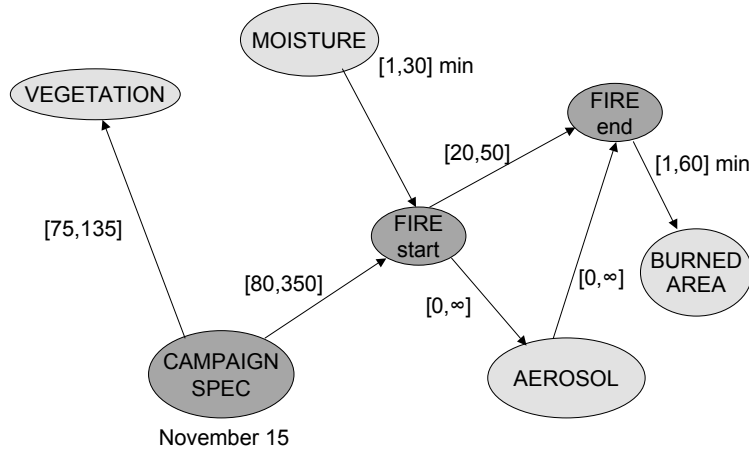 MOISTURE
[1,30] min
VEGETATION
FIRE
end
[20,50]
[1,60] min
[75,135]
FIRE
start
BURNED
AREA
[80,350]
[0,∞]
[0,∞]
CAMPAIGN
SPEC
AEROSOL
November 15